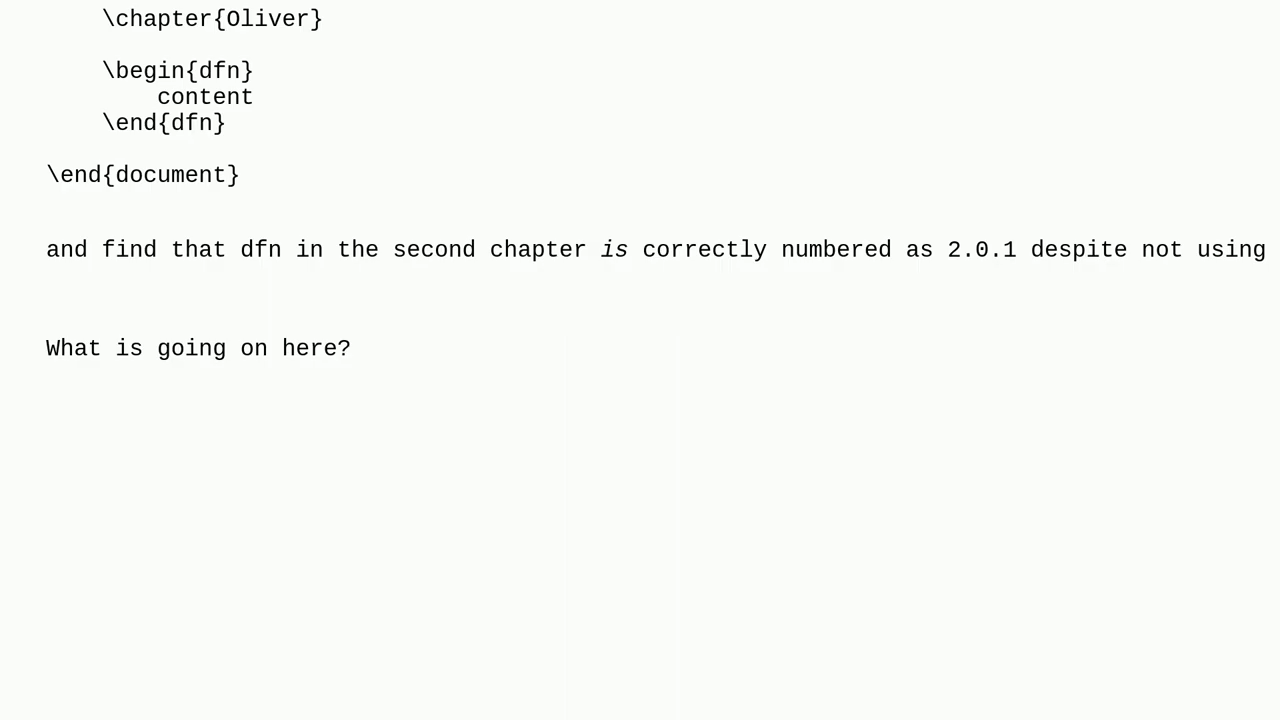 \chapter{Oliver}
\begin{dfn}
content
\end{dfn}
\end{document}
and find that dfn in the second chapter is correctly numbered as 2.0.1 despite not using
What is going on here?